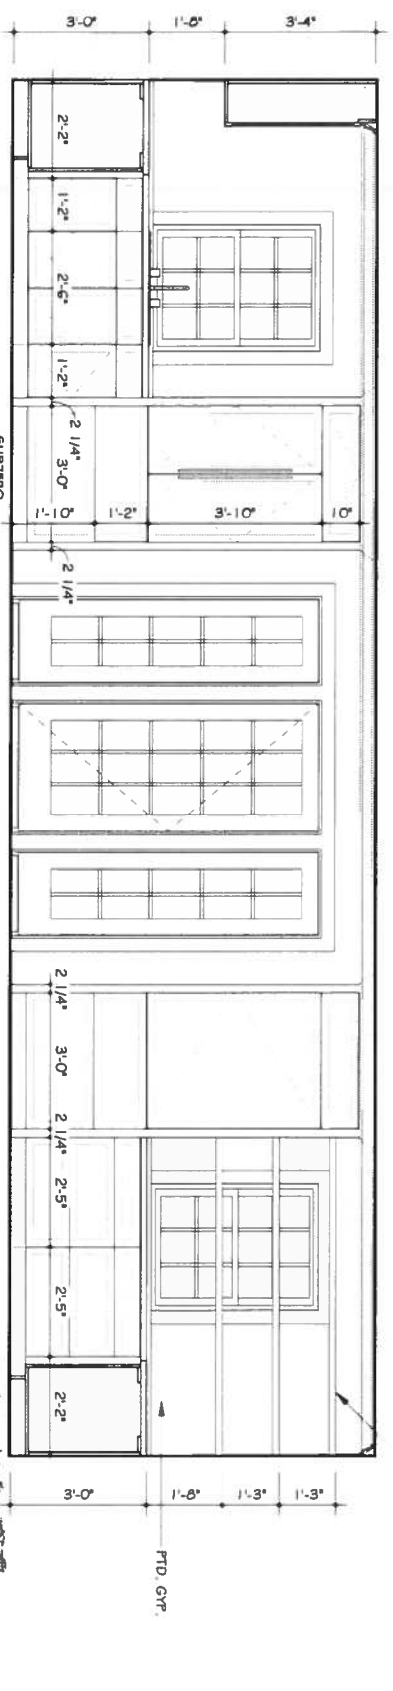 3'-0" 1'-8" 3'-4"
2'-2"
1'-2"
2'-6"
1'-2"
2 1/4"
3'-0"
1'-10" 1'-2" 3'-10" 10"
2 1/4"
SUBZERO
2 1/4"
3'-0"
2 1/4"
2'-5"
2'-5"
2'-2"
3'-0" 1'-8" 1'-3" 1'-3"
PTD. GYP.